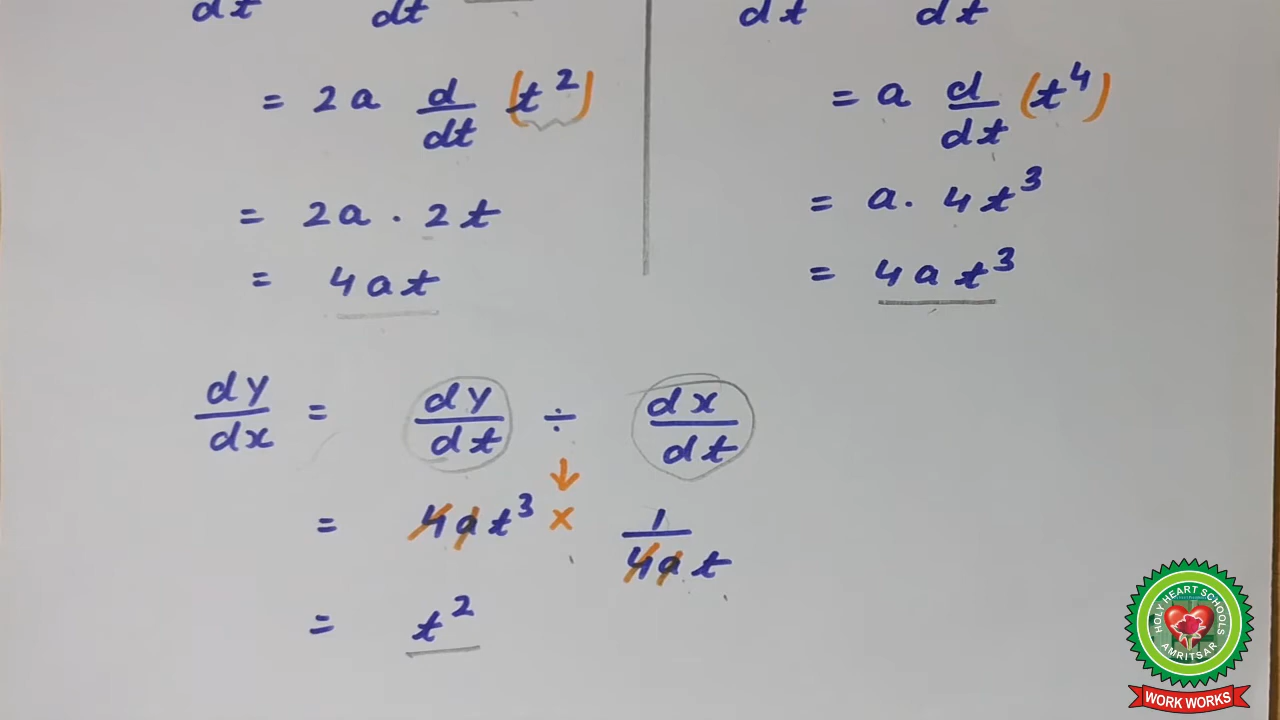 dt dt
= 2a d/dt (t²)
= 2a . 2t
= 4at
dt dt
= a d/dt (t⁴)
= a . 4t³
= 4at³
dy/dx = dy/dt ÷ dx/dt
= 4at³ × 1/4at
= t²
HOLY HEART SCHOOLS
AMRITSAR
WORK WORKS